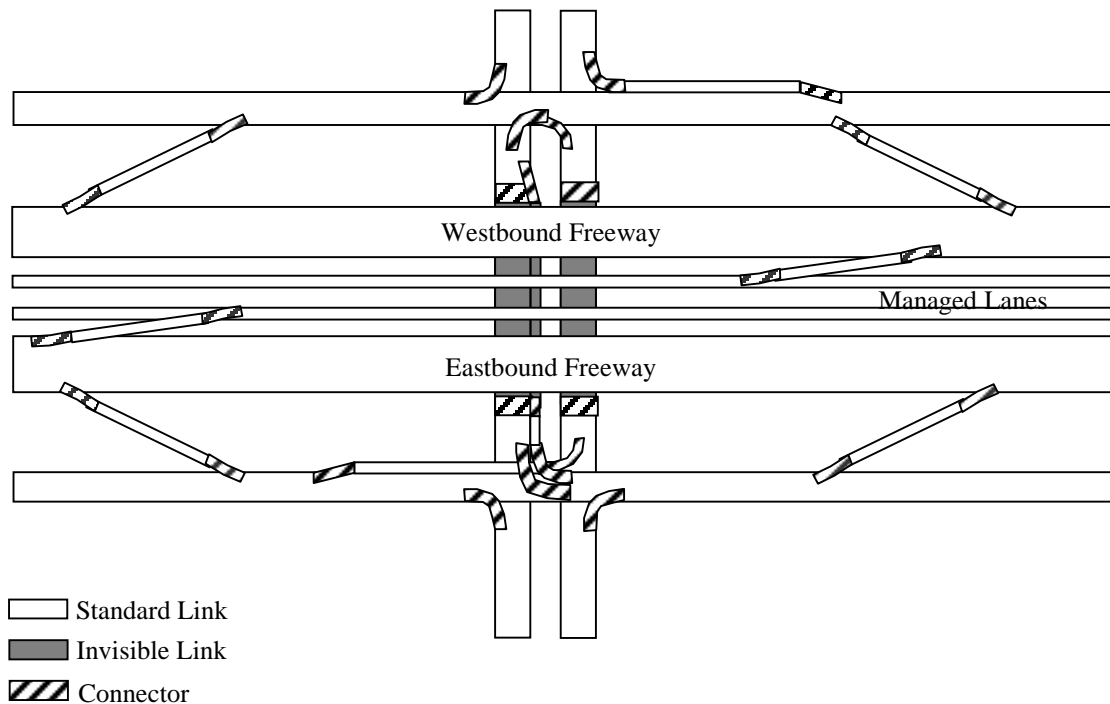 Westbound Freeway
Managed Lanes
Eastbound Freeway
Standard Link
Invisible Link
Connector